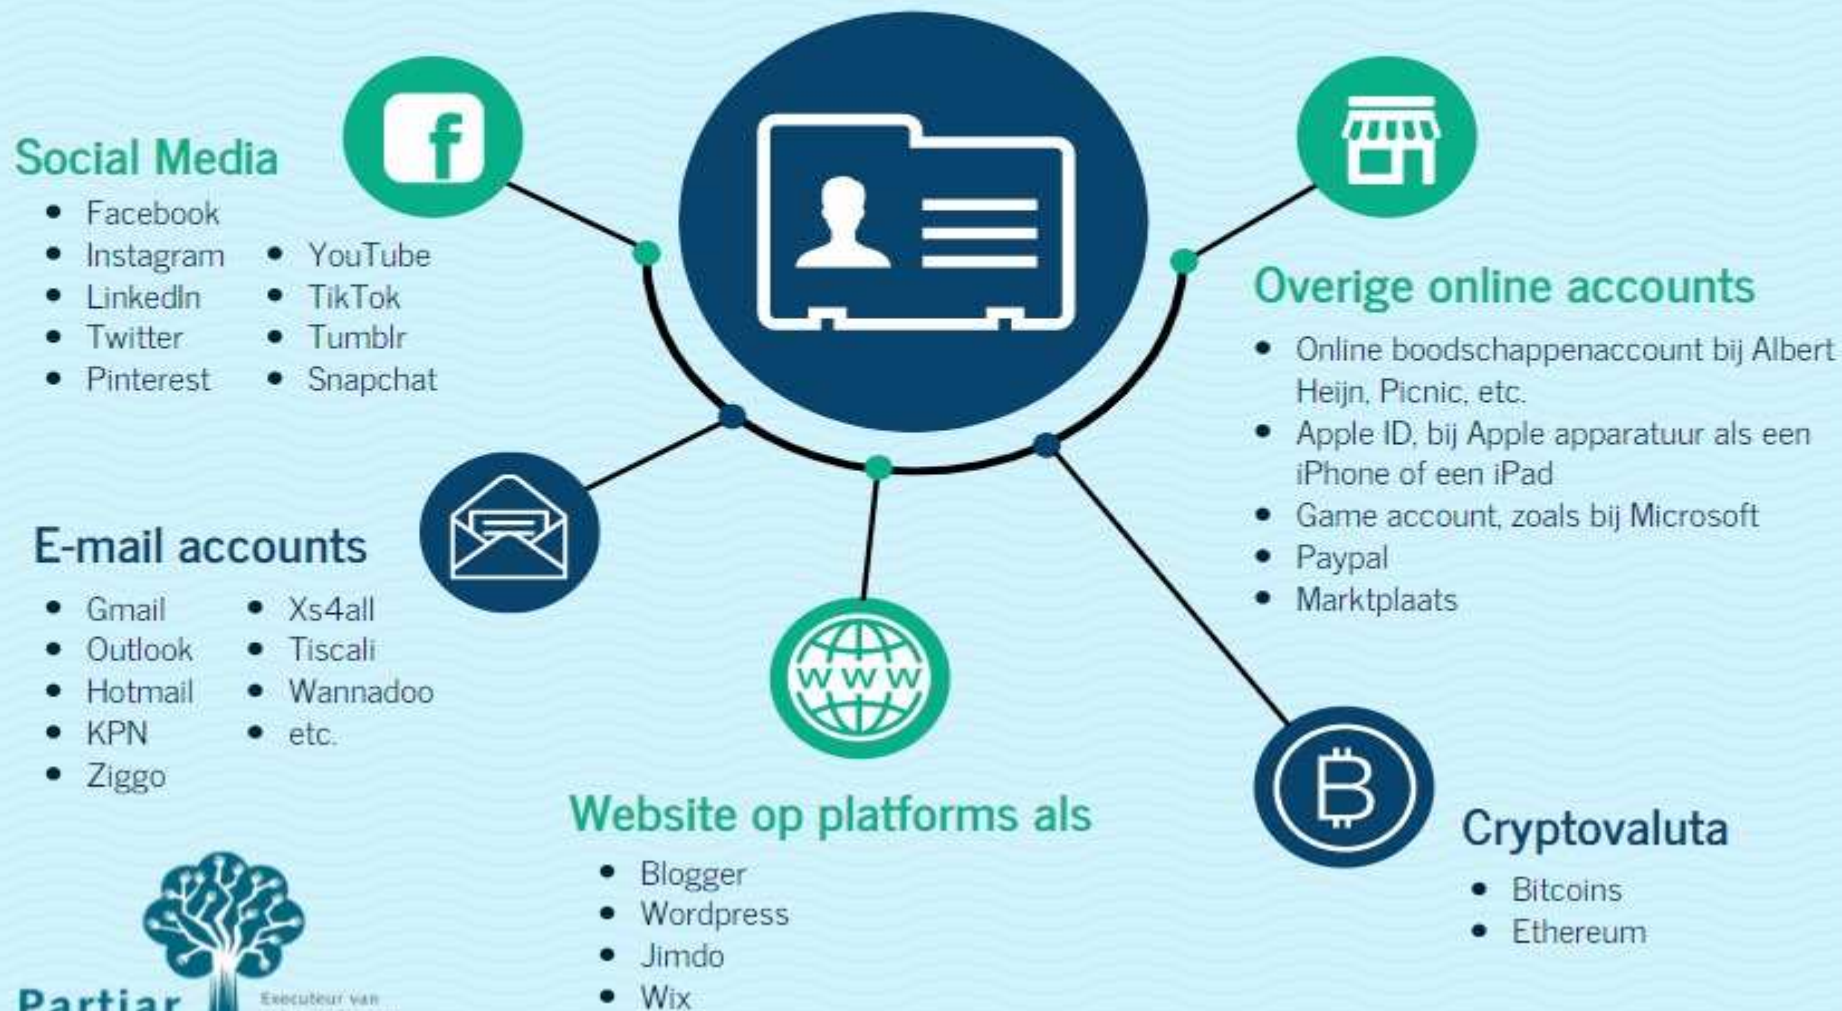 Social Media
Facebook
Instagram
LinkedIn
Twitter
Pinterest
YouTube
TikTok
Tumblr
Snapchat
E-mail accounts
Gmail
Outlook
Hotmail
KPN
Ziggo
Xs4all
Tiscali
Wannadoo
etc.
WWW
Website op platforms als
Blogger
Wordpress
Jimdo
Wix
Overige online accounts
Online boodschappenaccount bij Albert
Heijn, Picnic, etc.
Apple ID, bij Apple apparatuur als een
iPhone of een iPad
Game account, zoals bij Microsoft
Paypal
Marktplaats
Cryptovaluta
Bitcoins
Ethereum
Partiar
Executeur van